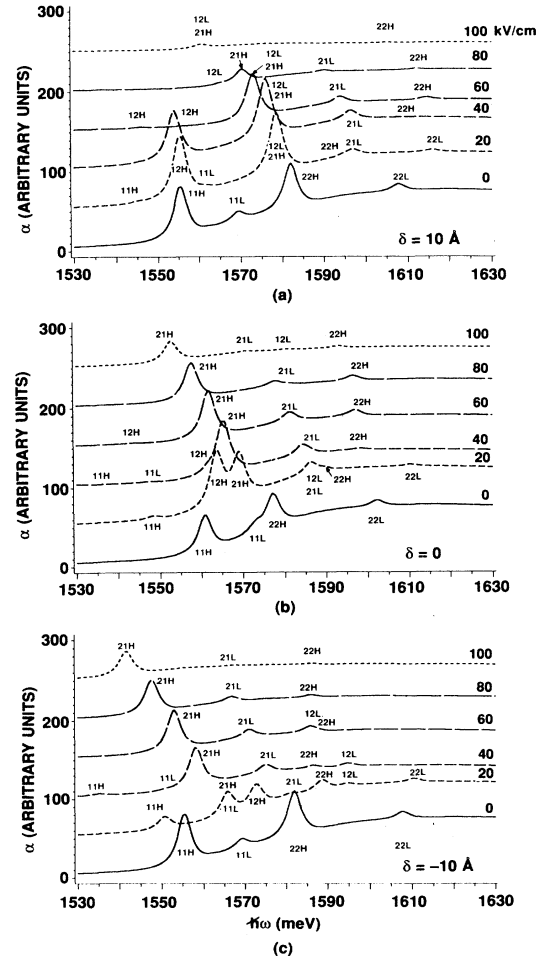 12L
22H
100 kV/cm
300
21H
12L
21H
21H
22H
80
12L
21L
22H
60
200
12L
21H
22H
40
12H
12H
21L
20
100
11H
12H
11L
12L
21H
22H
21L
22H
11H
11L
22H
22L
0
δ = 10 Å
0
1530 1550 1570 1590 1610 1630
(a)
α (ARBITRARY UNITS)
300
21H
21L
12L
22H
100
21H
21L
22H
80
200
21H
21L
22H
60
12H
21H
12H
21L
22H
40
100
11H
11L
12H
21H
12L
21L
22H
22L
20
11H
0
11H
11L
22H
22L
δ = 0
0
1530 1550 1570 1590 1610 1630
(b)
α (ARBITRARY UNITS)
300
21H
21L
22H
100
21H
21L
22H
80
200
21H
21L
12L
22H
60
21H
21L
22H
12L
40
11H
11L
21H
21L
22H
22L
20
100
11H
11L
12H
12L
0
11H
11L
22H
22L
δ = −10 Å
0
1530 1550 1570 1590 1610 1630
ħω (meV)
(c)
α (ARBITRARY UNITS)